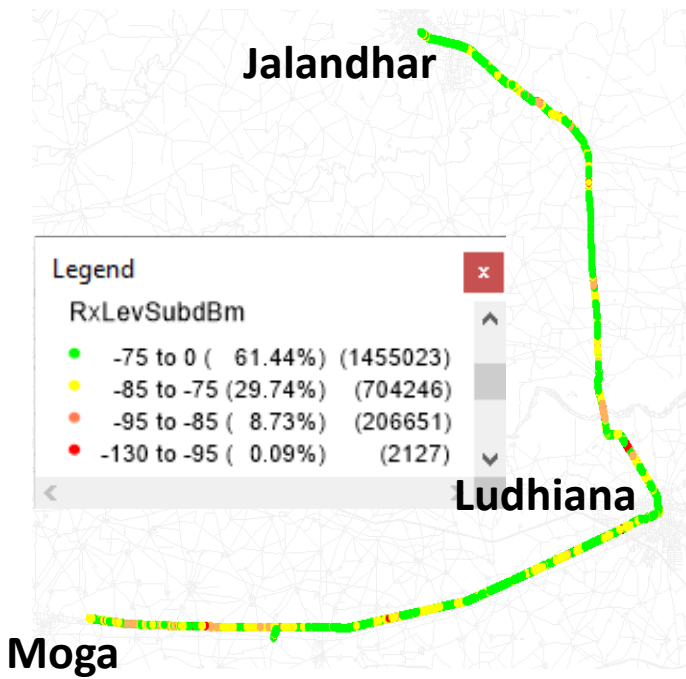 Jalandhar
Legend
x
RxLevSubdBm
-75 to 0 ( 61.44%) (1455023)
-85 to -75 (29.74%) (704246)
-95 to -85 ( 8.73%) (206651)
-130 to -95 ( 0.09%) (2127)
Ludhiana
Moga